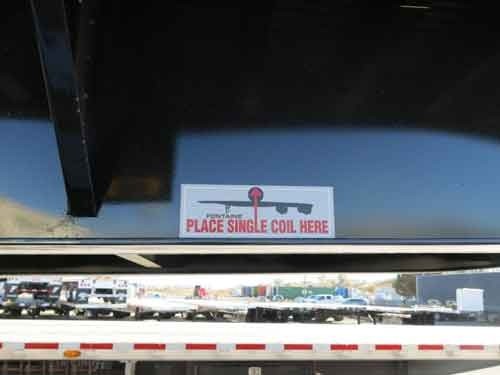 FONTAINE
PLACE SINGLE COIL HERE